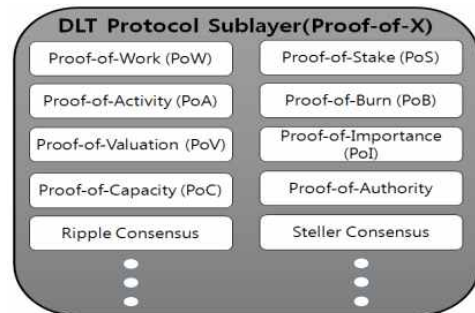 DLT Protocol Sublayer(Proof-of-X)
Proof-of-Work (PoW)
Proof-of-Stake (PoS)
Proof-of-Activity (PoA)
Proof-of-Burn (PoB)
Proof-of-Valuation (PoV)
Proof-of-Importance
(PoI)
Proof-of-Capacity (PoC)
Proof-of-Authority
Ripple Consensus
Steller Consensus